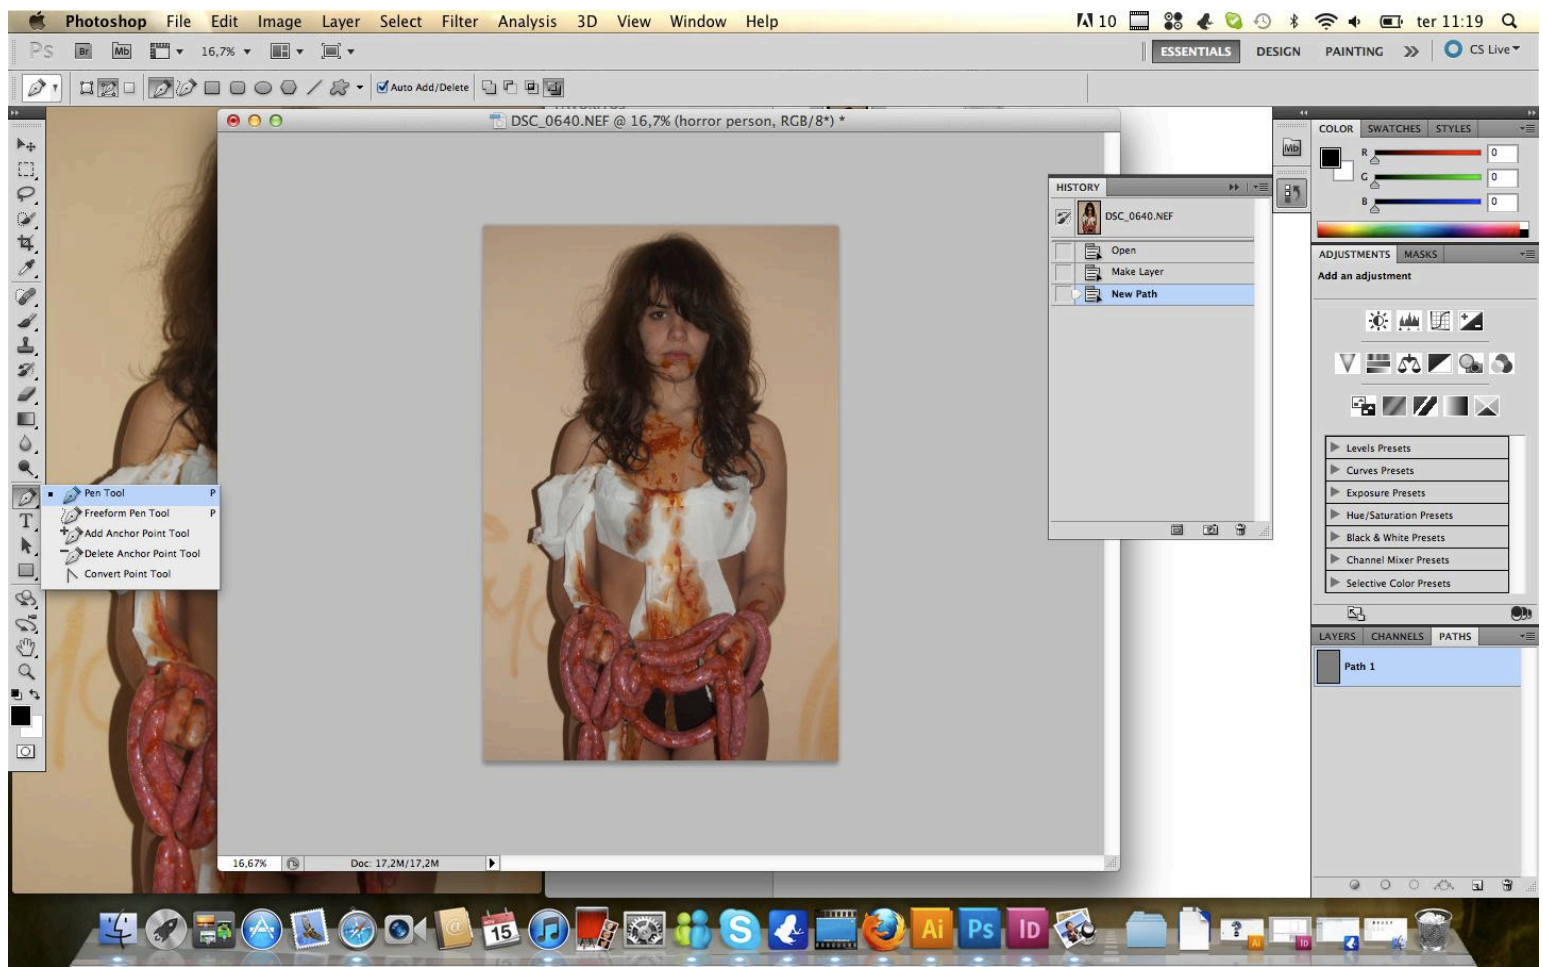 Photoshop File Edit Image Layer Select Filter Analysis 3D View Window Help 10 ter 11:19
Ps Br Mb 16,7% ESSENTIALS DESIGN PAINTING CS Live
Auto Add/Delete
DSC_0640.NEF @ 16,7% (horror person, RGB/8*) *
Pen Tool P
Freeform Pen Tool P
Add Anchor Point Tool
Delete Anchor Point Tool
Convert Point Tool
T
16,67% Doc: 17,2M/17,2M
HISTORY
DSC_0640.NEF
Open
Make Layer
New Path
Mb
COLOR SWATCHES STYLES
R 0
G 0
B 0
ADJUSTMENTS MASKS
Add an adjustment
Levels Presets
Curves Presets
Exposure Presets
Hue/Saturation Presets
Black & White Presets
Channel Mixer Presets
Selective Color Presets
LAYERS CHANNELS PATHS
Path 1
15 Ai Ps ID